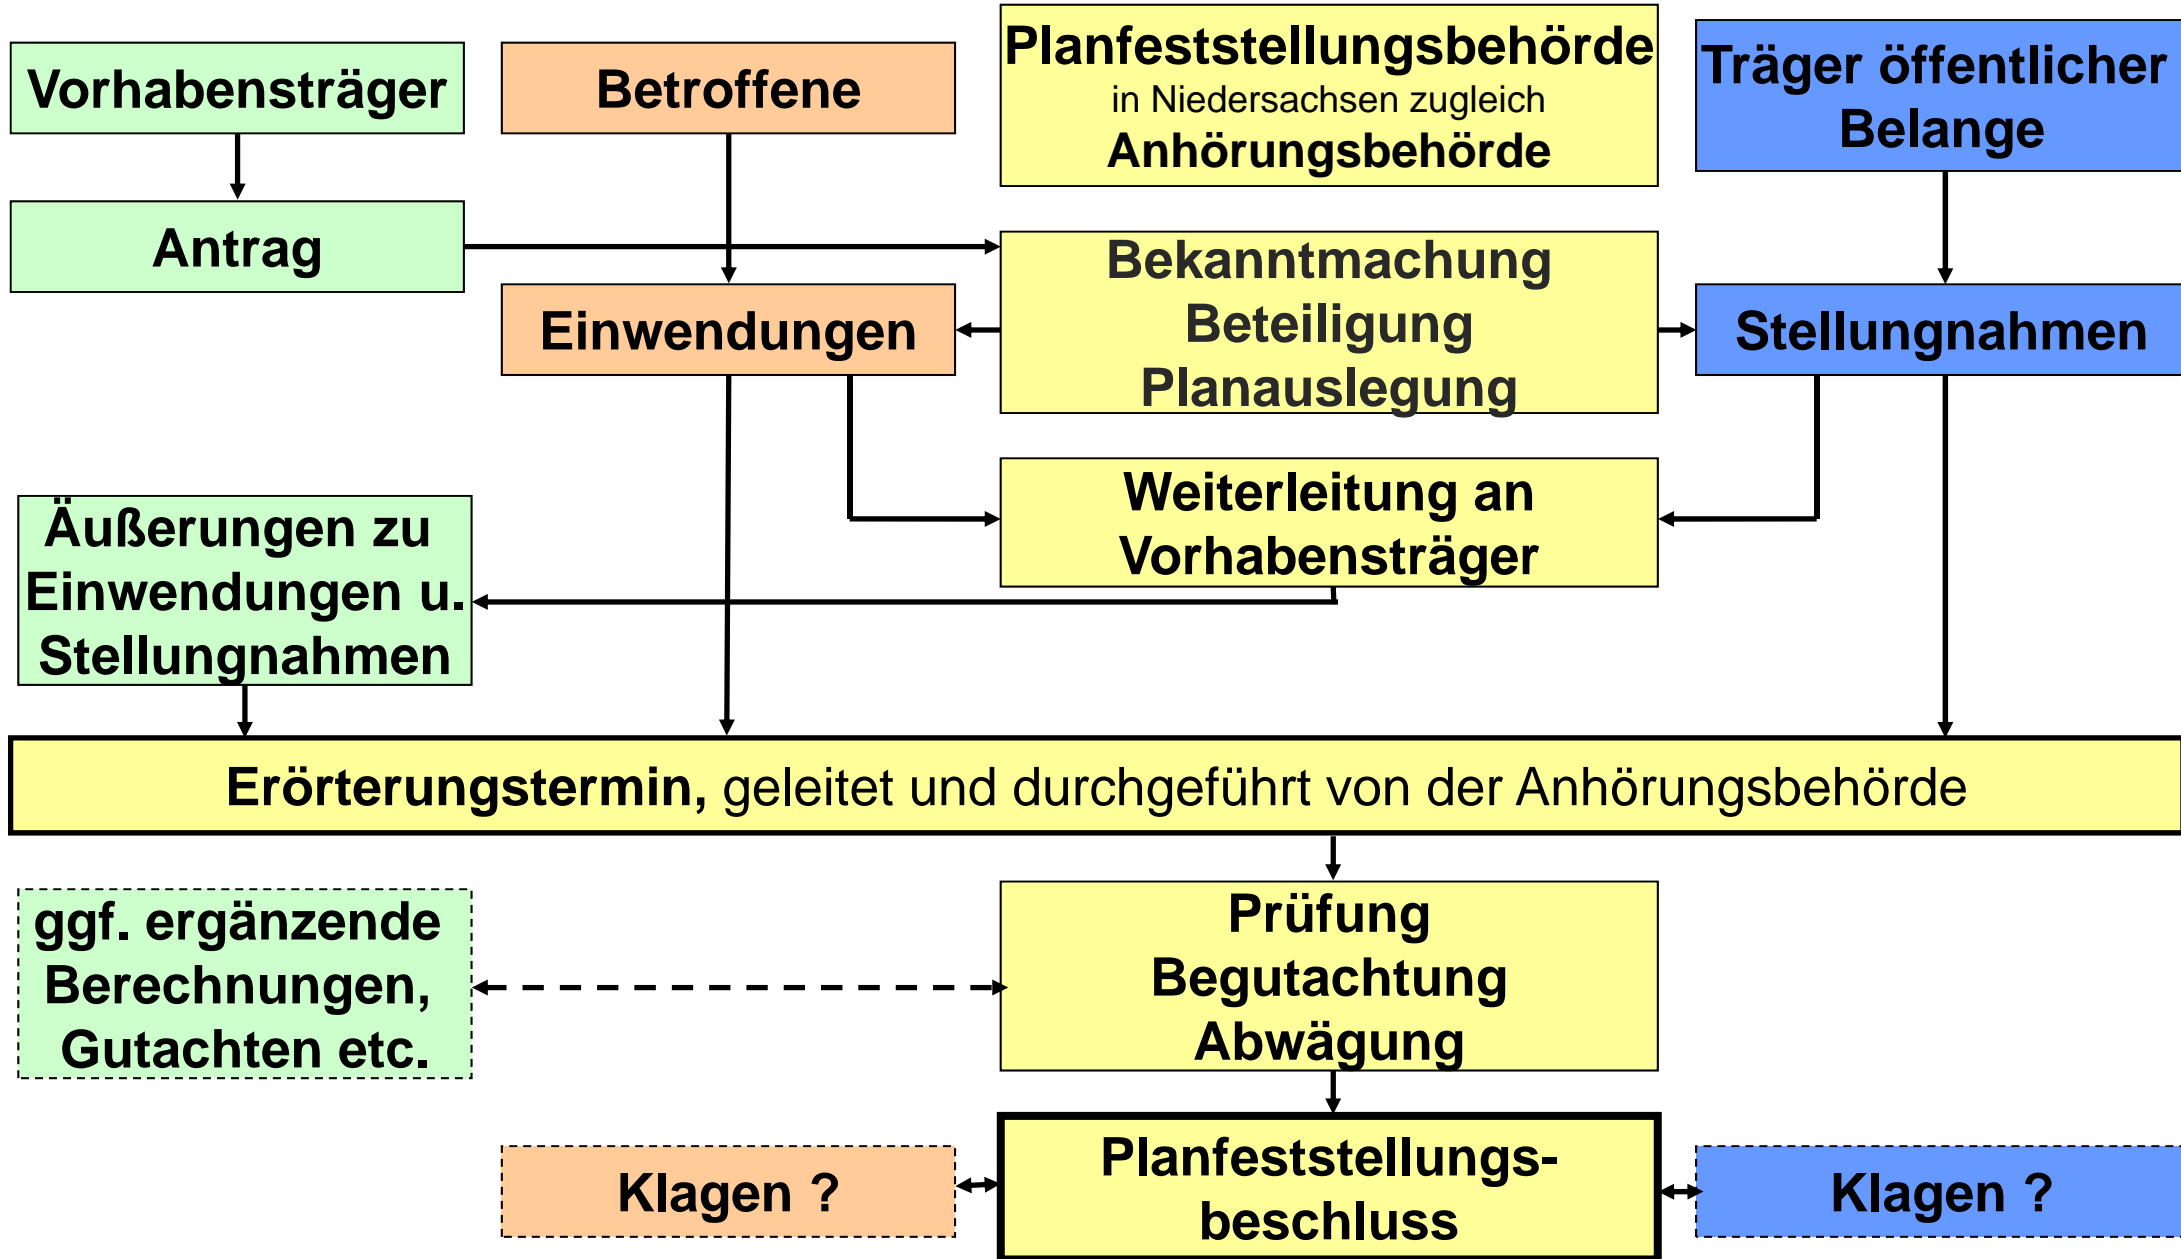 Vorhabensträger
Betroffene
Planfeststellungsbehörde
in Niedersachsen zugleich
Anhörungsbehörde
Träger öffentlicher
Belange
Antrag
Einwendungen
Bekanntmachung
Beteiligung
Planauslegung
Stellungnahmen
Weiterleitung an
Vorhabensträger
Äußerungen zu
Einwendungen u.
Stellungnahmen
Erörterungstermin, geleitet und durchgeführt von der Anhörungsbehörde
ggf. ergänzende
Berechnungen,
Gutachten etc.
Prüfung
Begutachtung
Abwägung
Klagen ?
Planfeststellungs-
beschluss
Klagen ?